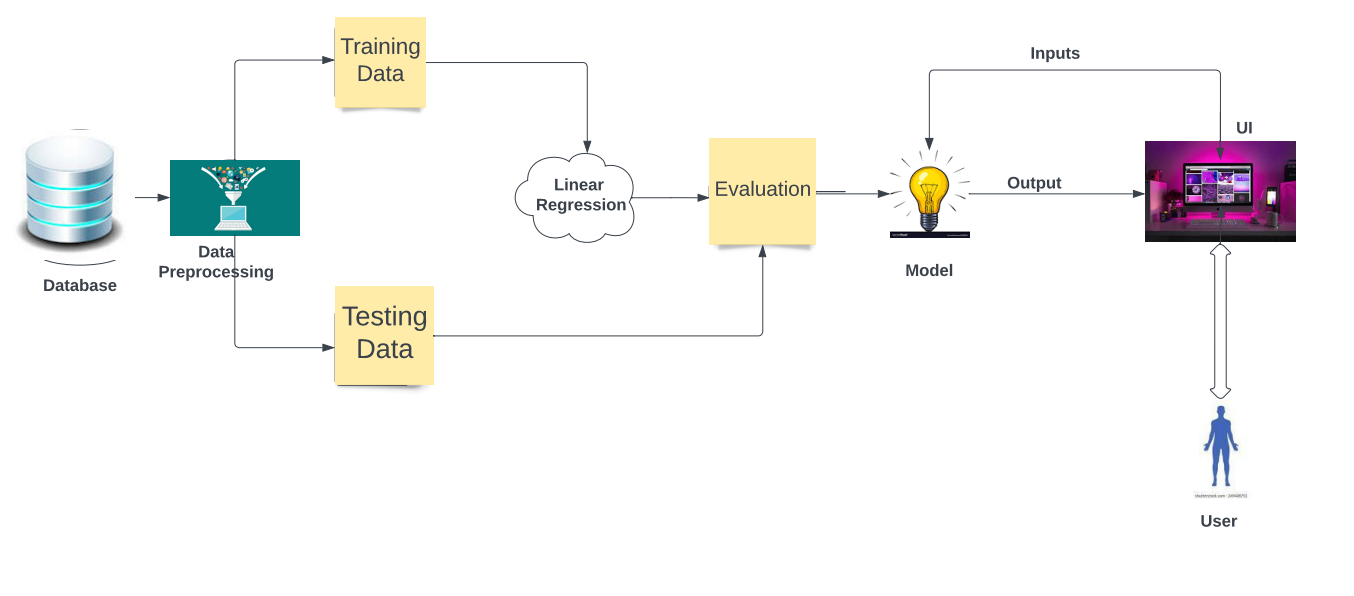 Training
Data
Inputs
UI
Linear
Regression
Evaluation
Output
Data
Preprocessing
Database
Model
Testing
Data
User